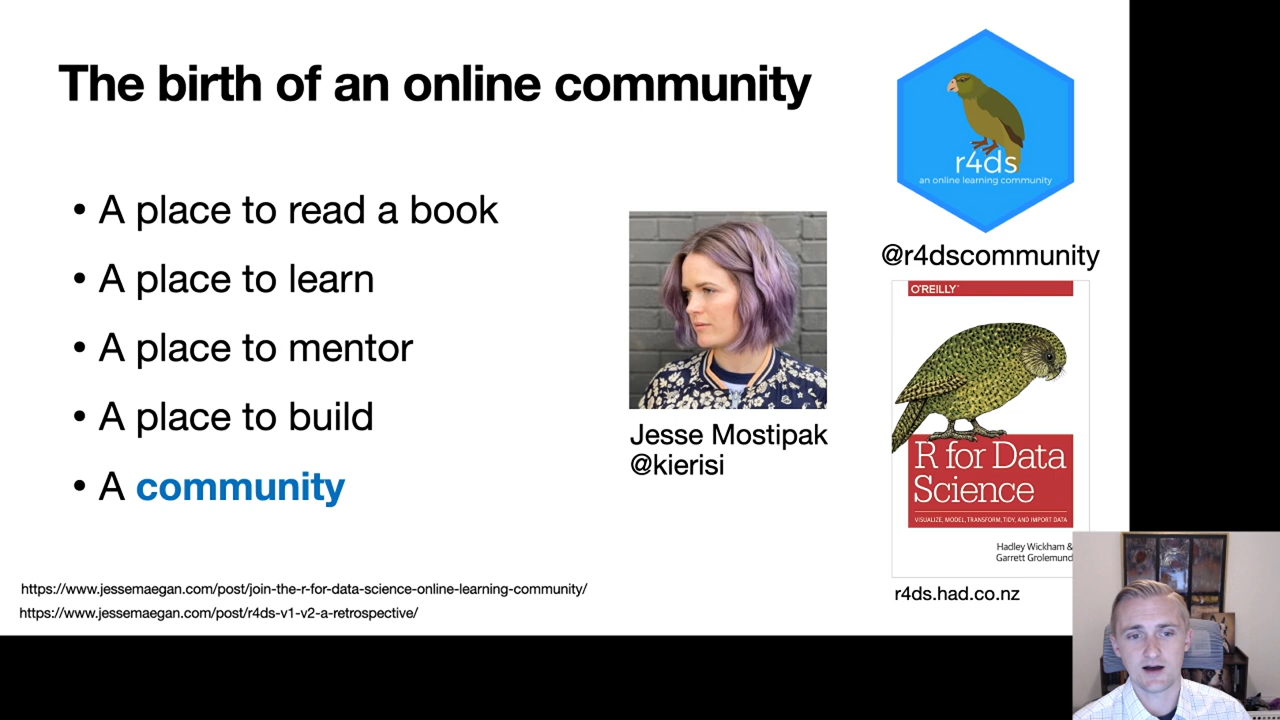 The birth of an online community
• A place to read a book
• A place to learn
• A place to mentor
• A place to build
• A community
https://www.jessemaegan.com/post/join-the-r-for-data-science-online-learning-community/
https://www.jessemaegan.com/post/r4ds-v1-v2-a-retrospective/
Jesse Mostipak
@kierisi
r4ds
an online learning community
@r4dscommunity
O'REILLY
R for Data
Science
VISUALIZE, MODEL, TRANSFORM, TIDY, AND IMPORT DATA
Hadley Wickham &
Garrett Grolemund
r4ds.had.co.nz